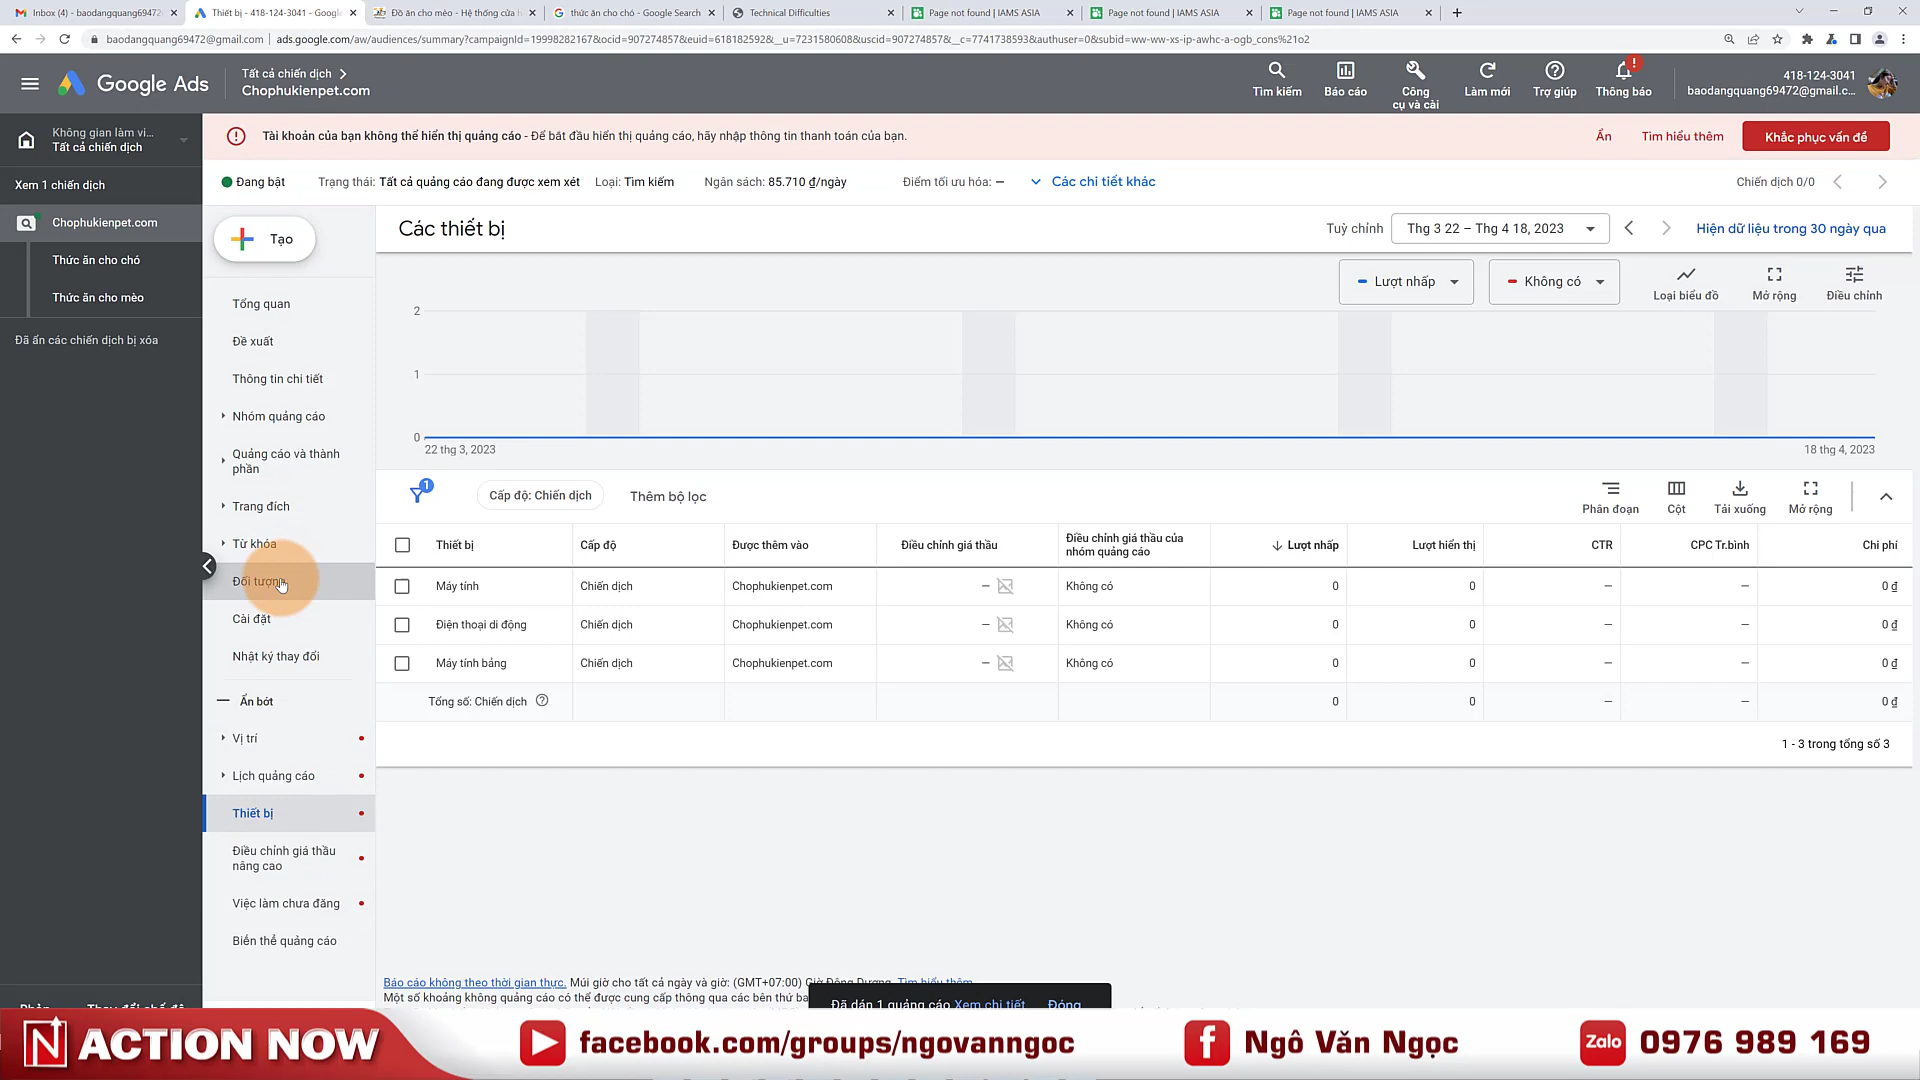 Inbox (4) - baodangquang69472
Thiết bị - 418-124-3041 - Google
Đồ ăn cho mèo - Hệ thống cửa h
thức ăn cho chó - Google Search
Technical Difficulties
Page not found | IAMS ASIA
Page not found | IAMS ASIA
Page not found | IAMS ASIA
baodangquang69472@gmail.com | ads.google.com/aw/audiences/summary?campaignId=19998282167&ocid=907274857&euid=618182592&__u=7231580608&uscid=907274857&__c=7741738593&authuser=0&subid=ww-ww-xs-ip-awhc-a-ogb_cons%21o2
Google Ads
Tất cả chiến dịch
Chophukienpet.com
Tìm kiếm
Báo cáo
Công cụ và cài
Làm mới
Trợ giúp
Thông báo
418-124-3041
baodangquang69472@gmail.c...
Không gian làm vi...
Tất cả chiến dịch
Xem 1 chiến dịch
Chophukienpet.com
Thức ăn cho chó
Thức ăn cho mèo
Đã ẩn các chiến dịch bị xóa
Tài khoản của bạn không thể hiển thị quảng cáo - Để bắt đầu hiển thị quảng cáo, hãy nhập thông tin thanh toán của bạn.
Ẩn
Tìm hiểu thêm
Khắc phục vấn đề
Đang bật
Trạng thái: Tất cả quảng cáo đang được xem xét
Loại: Tìm kiếm
Ngân sách: 85.710 ₫/ngày
Điểm tối ưu hóa: –
Các chi tiết khác
Chiến dịch 0/0
Tạo
Tổng quan
Đề xuất
Thông tin chi tiết
Nhóm quảng cáo
Quảng cáo và thành
phần
Trang đích
Từ khóa
Đối tượng
Cài đặt
Nhật ký thay đổi
Ẩn bớt
Vị trí
Lịch quảng cáo
Thiết bị
Điều chỉnh giá thầu
nâng cao
Việc làm chưa đăng
Biến thể quảng cáo
Các thiết bị
Tuỳ chỉnh
Thg 3 22 – Thg 4 18, 2023
Hiện dữ liệu trong 30 ngày qua
Lượt nhấp
Không có
Loại biểu đồ
Mở rộng
Điều chỉnh
2
1
0
22 thg 3, 2023
18 thg 4, 2023
1
Cấp độ: Chiến dịch
Thêm bộ lọc
Phân đoạn
Cột
Tải xuống
Mở rộng
Thiết bị Cấp độ Được thêm vào Điều chỉnh giá thầu Điều chỉnh giá thầu của nhóm quảng cáo Lượt nhấp Lượt hiển thị CTR CPC Tr.bình Chi phí
Máy tính Chiến dịch Chophukienpet.com – Không có 0 0 – – 0 ₫
Điện thoại di động Chiến dịch Chophukienpet.com – Không có 0 0 – – 0 ₫
Máy tính bảng Chiến dịch Chophukienpet.com – Không có 0 0 – – 0 ₫
Tổng số: Chiến dịch 0 0 – – 0 ₫
1 - 3 trong tổng số 3
Báo cáo không theo thời gian thực. Múi giờ cho tất cả ngày và giờ: (GMT+07:00) Giờ Đông Dương. Tìm hiểu thêm
Một số khoảng không quảng cáo có thể được cung cấp thông qua các bên thứ ba
Đã dán 1 quảng cáo Xem chi tiết Đóng
N ACTION NOW
facebook.com/groups/ngovanngoc
Ngô Văn Ngọc
Zalo 0976 989 169